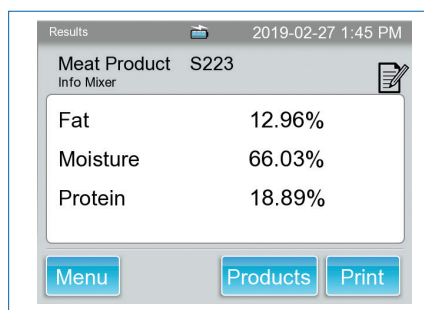 Results 2019-02-27 1:45 PM
Meat Product S223
Info Mixer
Fat 12.96%
Moisture 66.03%
Protein 18.89%
Menu Products Print